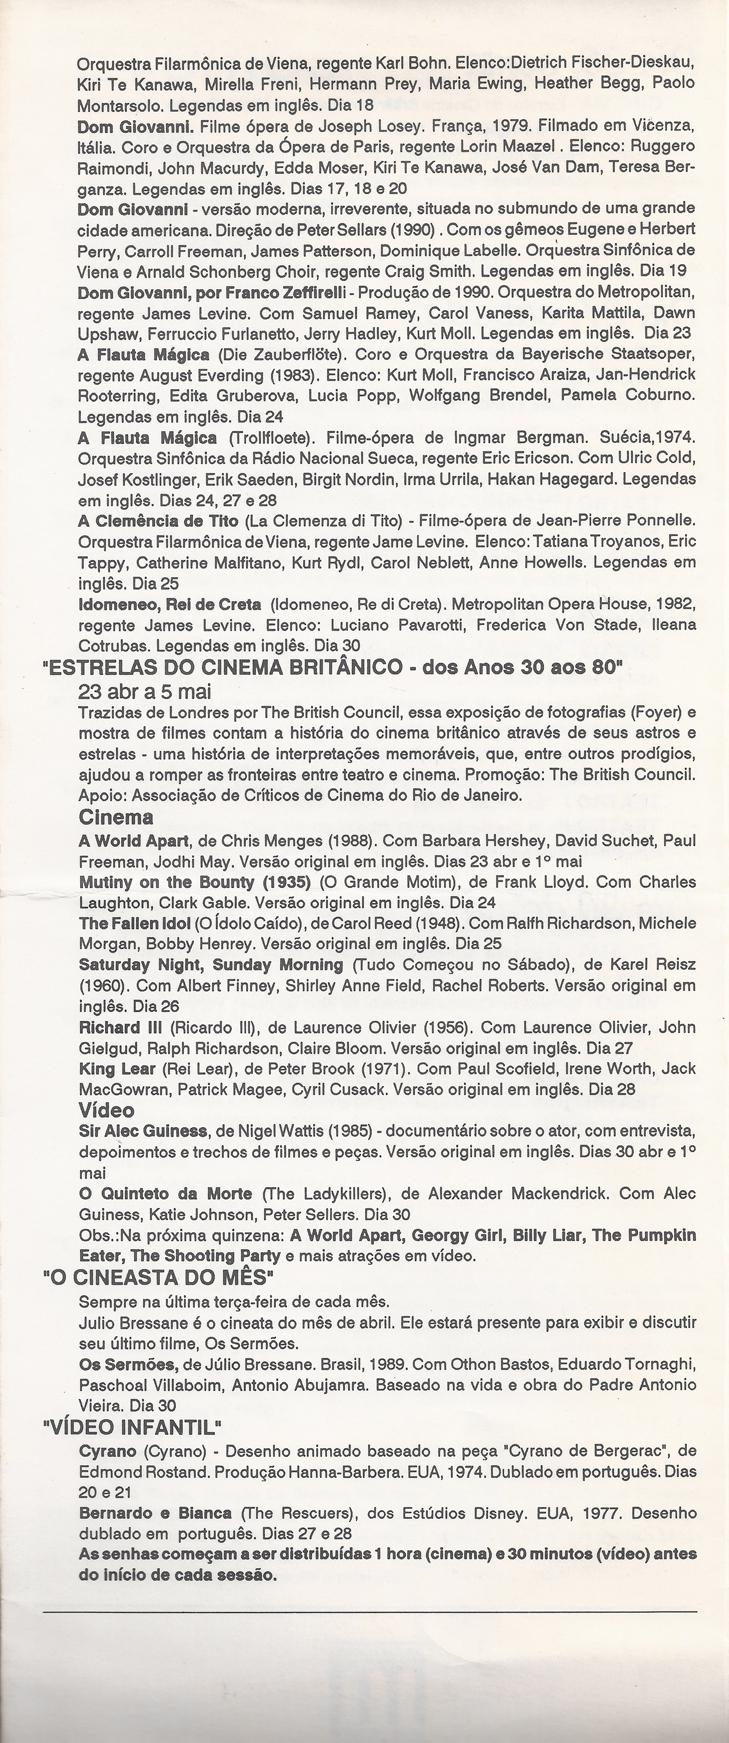 Orquestra Filarmônica de Viena, regente Karl Bohn. Elenco:Dietrich Fischer-Dieskau,
Kiri Te Kanawa, Mirella Freni, Hermann Prey, Maria Ewing, Heather Begg, Paolo
Montarsolo. Legendas em inglês. Dia 18
Dom Giovanni. Filme ópera de Joseph Losey. França, 1979. Filmado em Vicenza,
Itália. Coro e Orquestra da Ópera de Paris, regente Lorin Maazel . Elenco: Ruggero
Raimondi, John Macurdy, Edda Moser, Kiri Te Kanawa, José Van Dam, Teresa Ber-
ganza. Legendas em inglês. Dias 17, 18 e 20
Dom Giovanni - versão moderna, irreverente, situada no submundo de uma grande
cidade americana. Direção de Peter Sellars (1990) . Com os gêmeos Eugene e Herbert
Perry, Carroll Freeman, James Patterson, Dominique Labelle. Orquestra Sinfônica de
Viena e Arnald Schonberg Choir, regente Craig Smith. Legendas em inglês. Dia 19
Dom Giovanni, por Franco Zeffirelli - Produção de 1990. Orquestra do Metropolitan,
regente James Levine. Com Samuel Ramey, Carol Vaness, Karita Mattila, Dawn
Upshaw, Ferruccio Furlanetto, Jerry Hadley, Kurt Moll. Legendas em inglês. Dia 23
A Flauta Mágica (Die Zauberflöte). Coro e Orquestra da Bayerische Staatsoper,
regente August Everding (1983). Elenco: Kurt Moll, Francisco Araiza, Jan-Hendrick
Rooterring, Edita Gruberova, Lucia Popp, Wolfgang Brendel, Pamela Coburno.
Legendas em inglês. Dia 24
A Flauta Mágica (Trollfloete). Filme-ópera de Ingmar Bergman. Suécia,1974.
Orquestra Sinfônica da Rádio Nacional Sueca, regente Eric Ericson. Com Ulric Cold,
Josef Kostlinger, Erik Saeden, Birgit Nordin, Irma Urrila, Hakan Hagegard. Legendas
em inglês. Dias 24, 27 e 28
A Clemência de Tito (La Clemenza di Tito) - Filme-ópera de Jean-Pierre Ponnelle.
Orquestra Filarmônica de Viena, regente Jame Levine. Elenco: Tatiana Troyanos, Eric
Tappy, Catherine Malfitano, Kurt Rydl, Carol Neblett, Anne Howells. Legendas em
inglês. Dia 25
Idomeneo, Rei de Creta (Idomeneo, Re di Creta). Metropolitan Opera House, 1982,
regente James Levine. Elenco: Luciano Pavarotti, Frederica Von Stade, Ileana
Cotrubas. Legendas em inglês. Dia 30
"ESTRELAS DO CINEMA BRITÂNICO - dos Anos 30 aos 80"
23 abr a 5 mai
Trazidas de Londres por The British Council, essa exposição de fotografias (Foyer) e
mostra de filmes contam a história do cinema britânico através de seus astros e
estrelas - uma história de interpretações memoráveis, que, entre outros prodígios,
ajudou a romper as fronteiras entre teatro e cinema. Promoção: The British Council.
Apoio: Associação de Críticos de Cinema do Rio de Janeiro.
Cinema
A World Apart, de Chris Menges (1988). Com Barbara Hershey, David Suchet, Paul
Freeman, Jodhi May. Versão original em inglês. Dias 23 abr e 1º mai
Mutiny on the Bounty (1935) (O Grande Motim), de Frank Lloyd. Com Charles
Laughton, Clark Gable. Versão original em inglês. Dia 24
The Fallen Idol (O Ídolo Caído), de Carol Reed (1948). Com Ralfh Richardson, Michele
Morgan, Bobby Henrey. Versão original em inglês. Dia 25
Saturday Night, Sunday Morning (Tudo Começou no Sábado), de Karel Reisz
(1960). Com Albert Finney, Shirley Anne Field, Rachel Roberts. Versão original em
inglês. Dia 26
Richard III (Ricardo III), de Laurence Olivier (1956). Com Laurence Olivier, John
Gielgud, Ralph Richardson, Claire Bloom. Versão original em inglês. Dia 27
King Lear (Rei Lear), de Peter Brook (1971). Com Paul Scofield, Irene Worth, Jack
MacGowran, Patrick Magee, Cyril Cusack. Versão original em inglês. Dia 28
Vídeo
Sir Alec Guiness, de Nigel Wattis (1985) - documentário sobre o ator, com entrevista,
depoimentos e trechos de filmes e peças. Versão original em inglês. Dias 30 abr e 1º
mai
O Quinteto da Morte (The Ladykillers), de Alexander Mackendrick. Com Alec
Guiness, Katie Johnson, Peter Sellers. Dia 30
Obs.:Na próxima quinzena: A World Apart, Georgy Girl, Billy Liar, The Pumpkin
Eater, The Shooting Party e mais atrações em vídeo.
"O CINEASTA DO MÊS"
Sempre na última terça-feira de cada mês.
Julio Bressane é o cineata do mês de abril. Ele estará presente para exibir e discutir
seu último filme, Os Sermões.
Os Sermões, de Júlio Bressane. Brasil, 1989. Com Othon Bastos, Eduardo Tornaghi,
Paschoal Villaboim, Antonio Abujamra. Baseado na vida e obra do Padre Antonio
Vieira. Dia 30
"VÍDEO INFANTIL"
Cyrano (Cyrano) - Desenho animado baseado na peça "Cyrano de Bergerac", de
Edmond Rostand. Produção Hanna-Barbera. EUA, 1974. Dublado em português. Dias
20 e 21
Bernardo e Bianca (The Rescuers), dos Estúdios Disney. EUA, 1977. Desenho
dublado em português. Dias 27 e 28
As senhas começam a ser distribuídas 1 hora (cinema) e 30 minutos (vídeo) antes
do início de cada sessão.